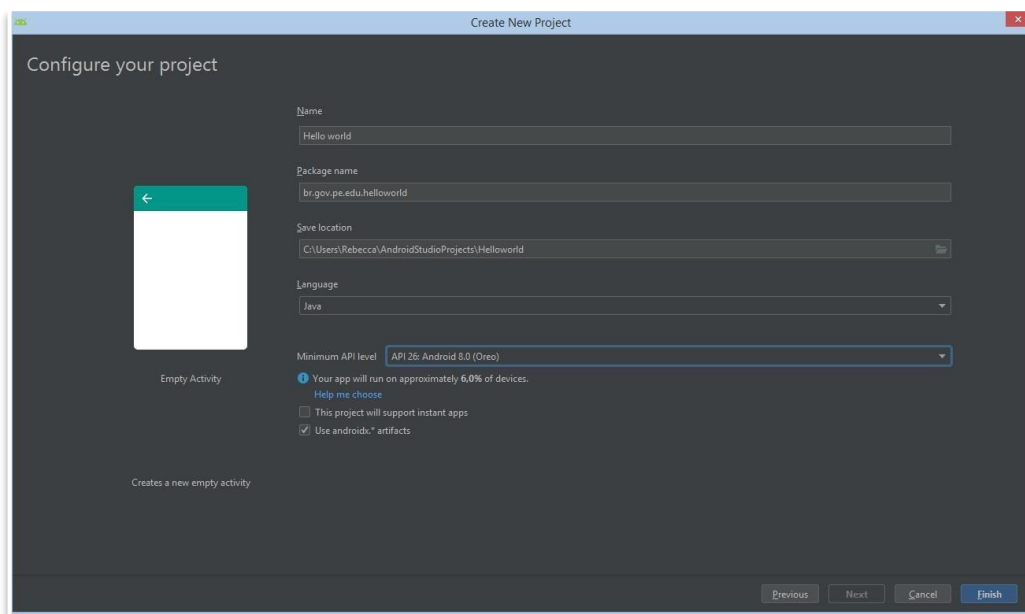 Create New Project
Configure your project
Name
Hello world
Package name
br.gov.pe.edu.helloworld
Save location
C:\Users\Rebecca\AndroidStudioProjects\Helloworld
Language
Java
Minimum API level API 26: Android 8.0 (Oreo)
Empty Activity
Your app will run on approximately 6,0% of devices.
Help me choose
This project will support instant apps
Use androidx.* artifacts
Creates a new empty activity
Previous Next Cancel Finish